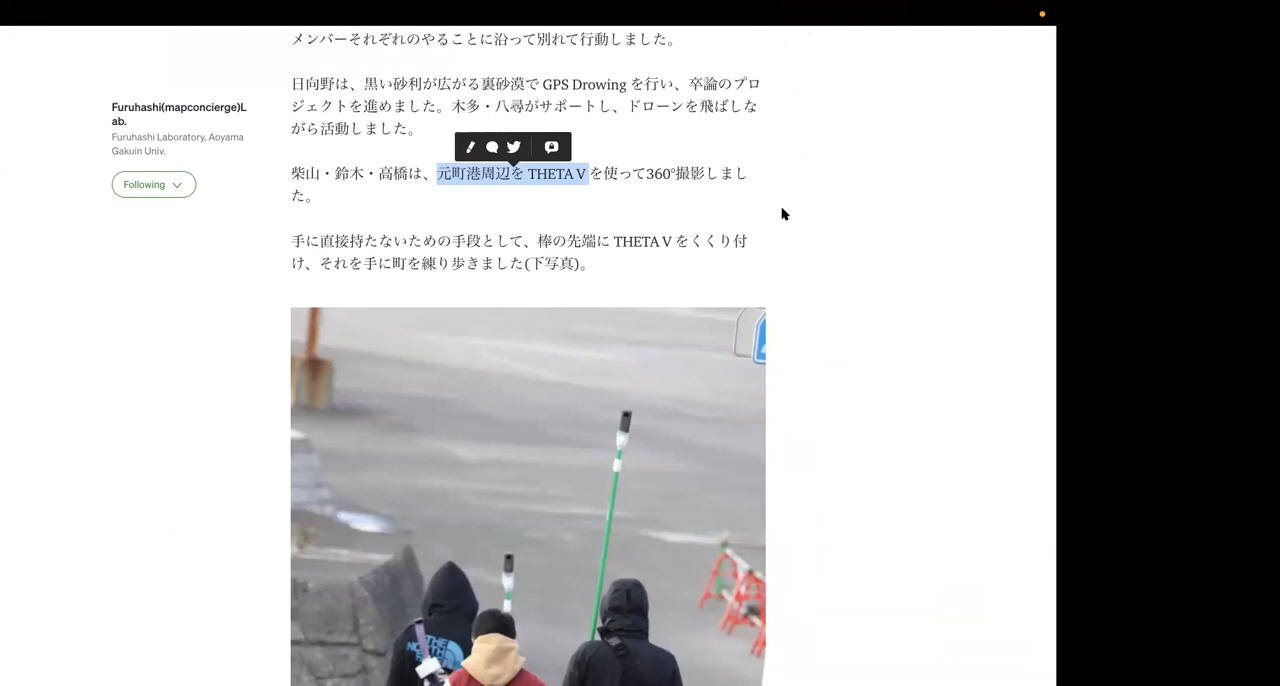 メンバーそれぞれのやることに沿って別れて行動しました。
Furuhashi(mapconcierge)L
ab.
Furuhashi Laboratory, Aoyama
Gakuin Univ.
Following
日向野は、黒い砂利が広がる裏砂漠で GPS Drowing を行い、卒論のプロ
ジェクトを進めました。木多・八尋がサポートし、ドローンを飛ばしな
がら活動しました。
柴山・鈴木・高橋は、元町港周辺を THETA V を使って360°撮影しまし
た。
手に直接持たないための手段として、棒の先端に THETA V をくくり付
け、それを手に町を練り歩きました(下写真)。
THE
NORTH
FACE